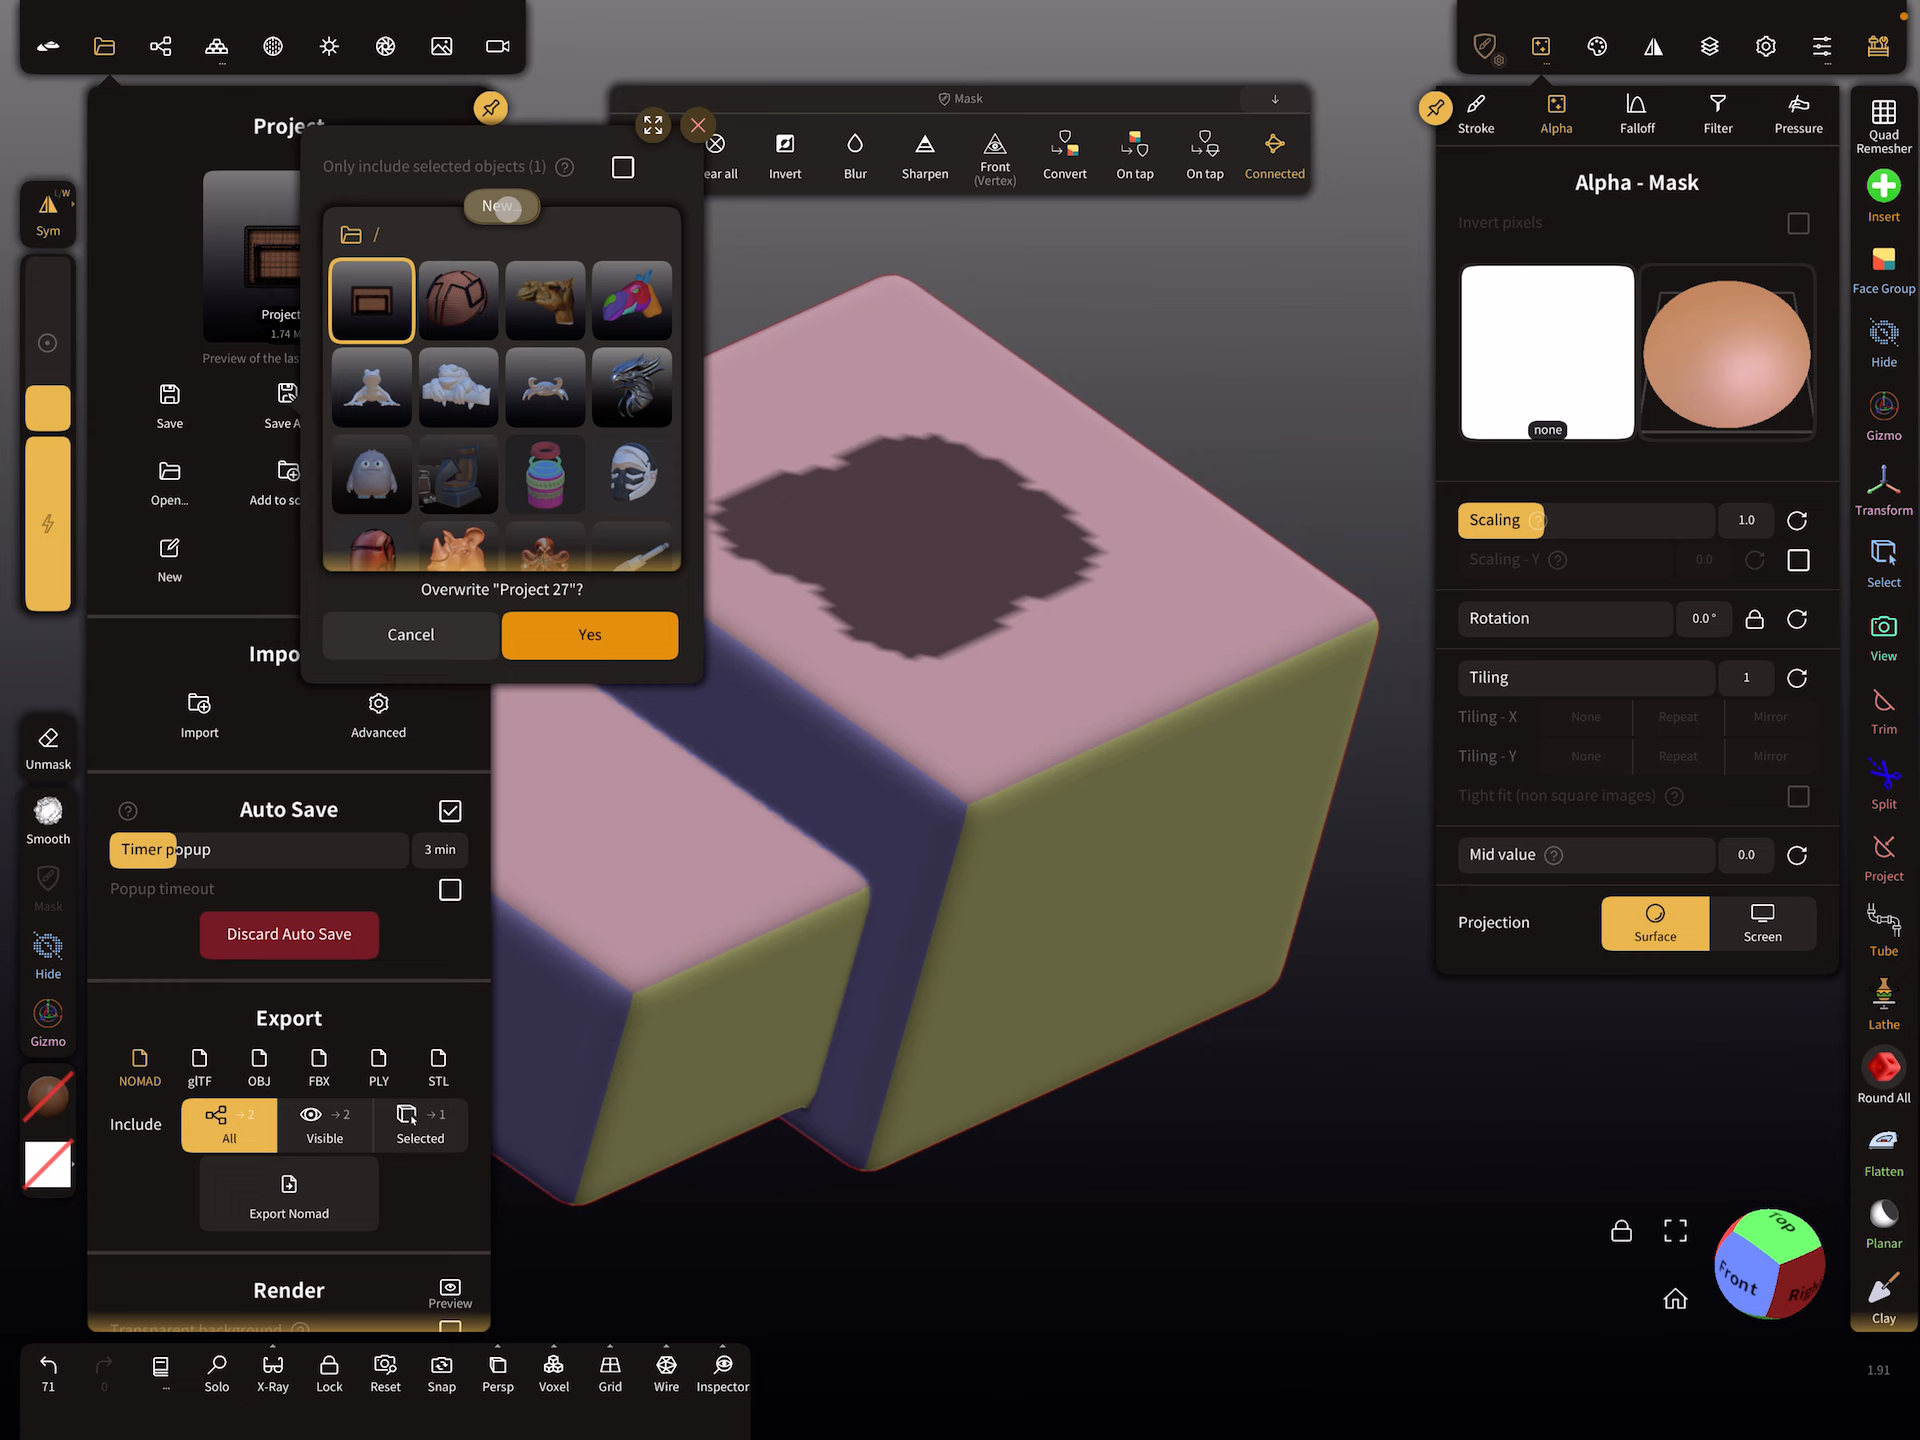 L/W
Sym
Project
Project
1.74 M
Preview of the las
Save
Save A
Open...
Add to sc
New
Impo
Import
Advanced
Auto Save
Timer popup
3 min
Popup timeout
Discard Auto Save
Export
NOMAD
glTF
OBJ
FBX
PLY
STL
Include
→2
All
→2
Visible
→1
Selected
Export Nomad
Render
Preview
Transparent background
Unmask
Smooth
Mask
Hide
Gizmo
Only include selected objects (1)
New...
/
Overwrite "Project 27"?
Cancel
Yes
Mask
ear all
Invert
Blur
Sharpen
Front
(Vertex)
Convert
On tap
On tap
Connected
Stroke
Alpha
Falloff
Filter
Pressure
Alpha - Mask
Invert pixels
none
Scaling
1.0
Scaling - Y
0.0
Rotation
0.0°
Tiling
1
Tiling - X
None
Repeat
Mirror
Tiling - Y
None
Repeat
Mirror
Tight fit (non square images)
Mid value
0.0
Projection
Surface
Screen
Quad
Remesher
Insert
Face Group
Hide
Gizmo
Transform
Select
View
Trim
Split
Project
Tube
Lathe
Round All
Flatten
Planar
Clay
Top
Front
Righ
1.91
71
0
...
Solo
X-Ray
Lock
Reset
Snap
Persp
Voxel
Grid
Wire
Inspector